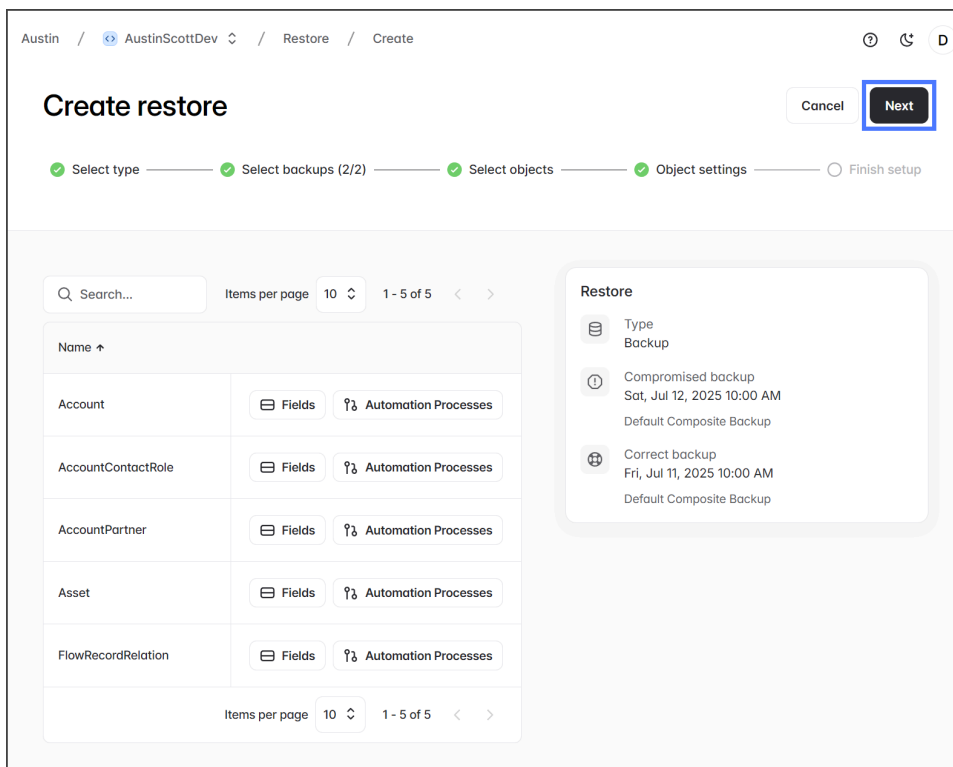 Austin / AustinScottDev / Restore / Create
D
Create restore
Cancel
Next
Select type
Select backups (2/2)
Select objects
Object settings
Finish setup
Search...
Items per page 10 1 - 5 of 5
Name
Account Fields Automation Processes
AccountContactRole Fields Automation Processes
AccountPartner Fields Automation Processes
Asset Fields Automation Processes
FlowRecordRelation Fields Automation Processes
Items per page 10 1 - 5 of 5
Restore
Type
Backup
Compromised backup
Sat, Jul 12, 2025 10:00 AM
Default Composite Backup
Correct backup
Fri, Jul 11, 2025 10:00 AM
Default Composite Backup